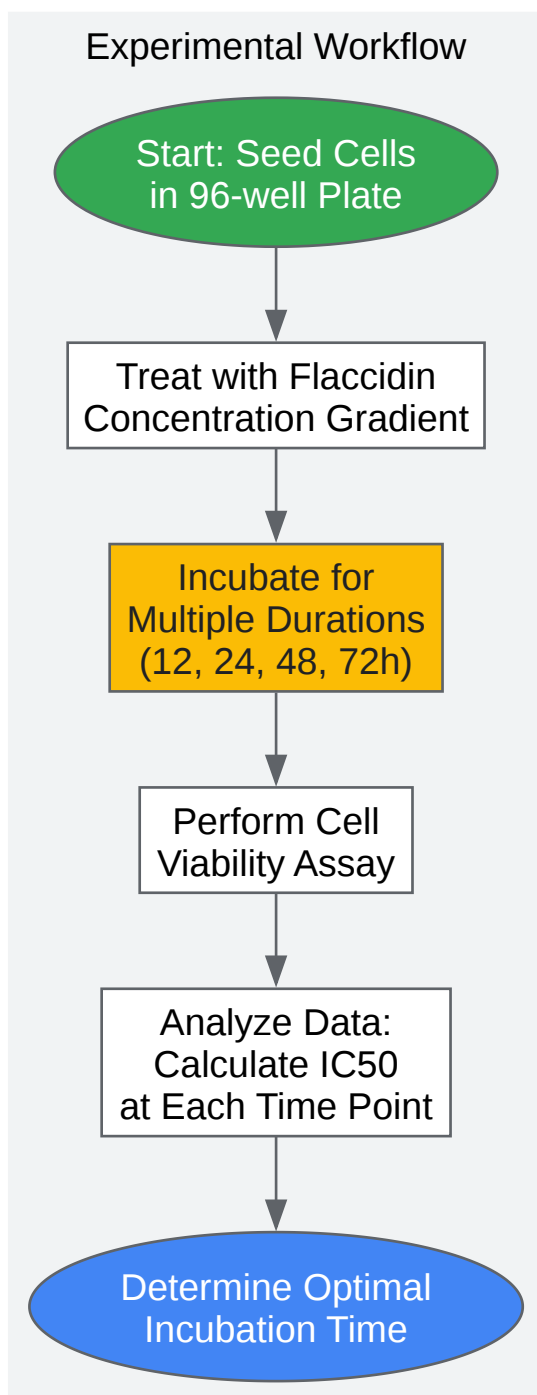 Experimental Workflow
Start: Seed Cells
in 96-well Plate
Treat with Flaccidin
Concentration Gradient
Incubate for
Multiple Durations
(12, 24, 48, 72h)
Perform Cell
Viability Assay
Analyze Data:
Calculate IC50
at Each Time Point
Determine Optimal
Incubation Time